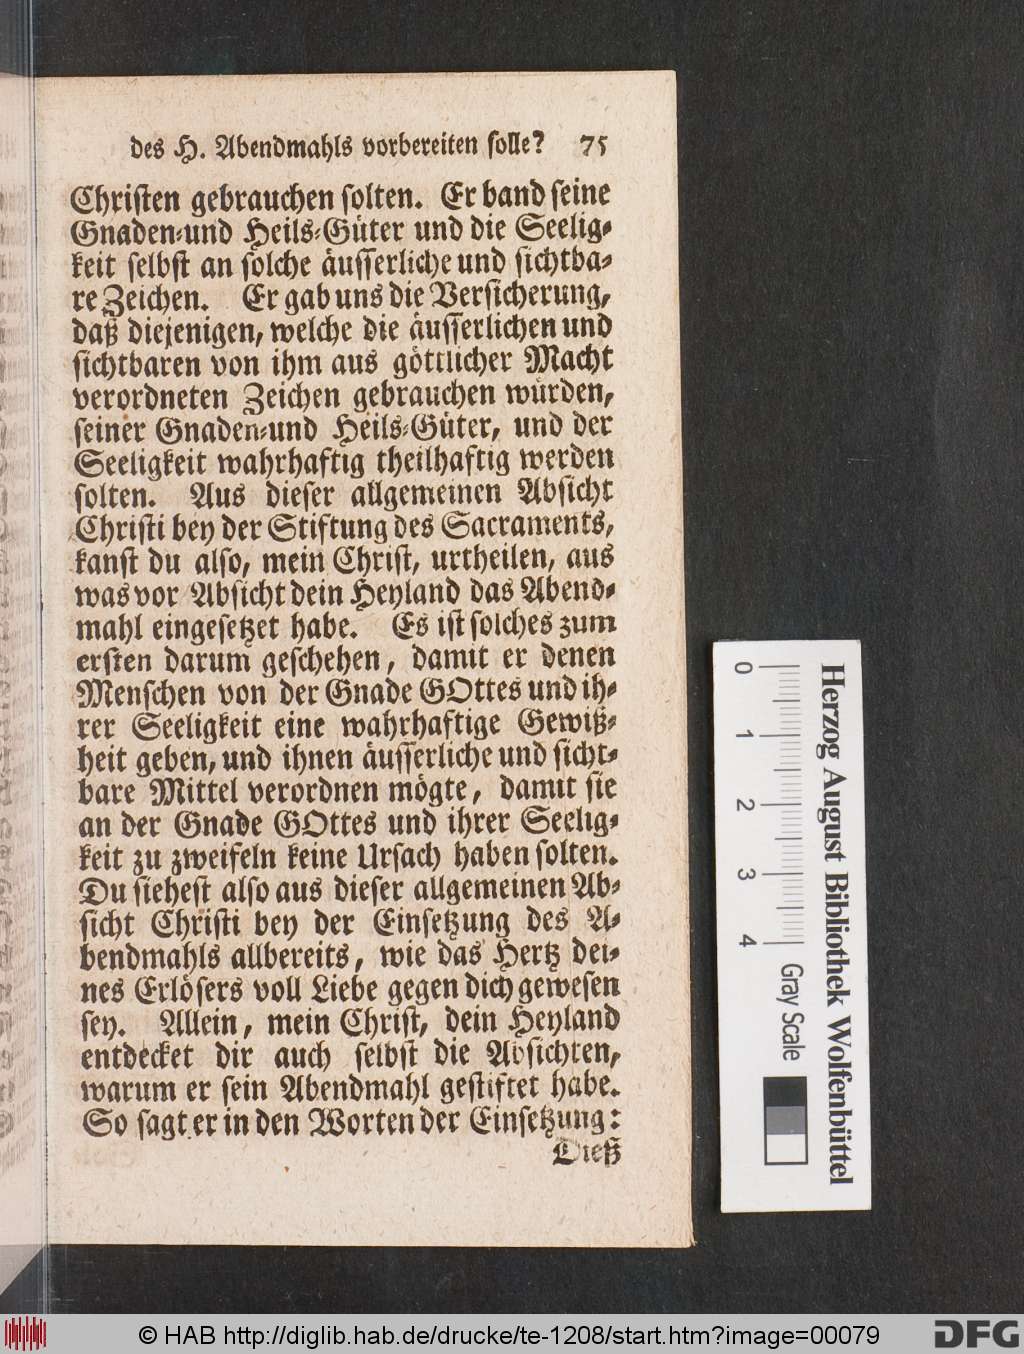 des H. Abendmahls vorbereiten solle? 75
Christen gebrauchen solten. Er band seine
Gnaden-und Heils-Güter und die Seelig-
keit selbst an solche äusserliche und sichtba-
re Zeichen. Er gab uns die Versicherung,
daß diejenigen, welche die äusserlichen und
sichtbaren von ihm aus göttlicher Macht
verordneten Zeichen gebrauchen würden,
seiner Gnaden-und Heils-Güter, und der
Seeligkeit wahrhaftig theilhaftig werden
solten. Aus dieser allgemeinen Absicht
Christi bey der Stiftung des Sacraments,
kanst du also, mein Christ, urtheilen, aus
was vor Absicht dein Heyland das Abend-
mahl eingesetzet habe. Es ist solches zum
ersten darum geschehen, damit er denen
Menschen von der Gnade GOttes und ih-
rer Seeligkeit eine wahrhaftige Gewiß-
heit geben, und ihnen äusserliche und sicht-
bare Mittel verordnen mögte, damit sie
an der Gnade GOttes und ihrer Seelig-
keit zu zweifeln keine Ursach haben solten.
Du siehest also aus dieser allgemeinen Ab-
sicht Christi bey der Einsetzung des A-
bendmahls allbereits, wie das Hertz dei-
nes Erlösers voll Liebe gegen dich gewesen
sey. Allein, mein Christ, dein Heyland
entdecket dir auch selbst die Absichten,
warum er sein Abendmahl gestiftet habe.
So sagt er in den Worten der Einsetzung:
Dieß
0 1 2 3 4
Herzog August Bibliothek Wolfenbüttel
Gray Scale
© HAB http://diglib.hab.de/drucke/te-1208/start.htm?image=00079
DFG